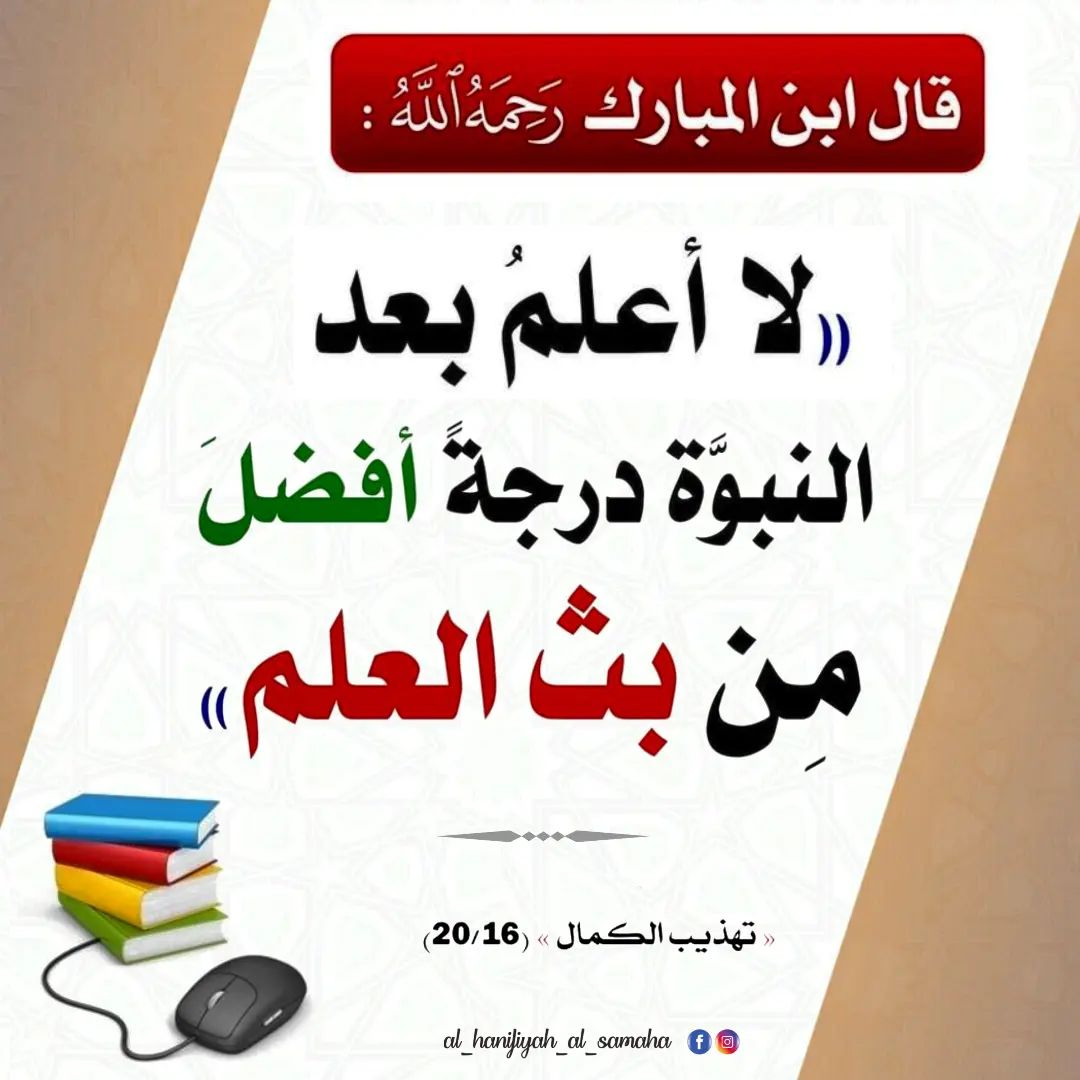 قال ابن المبارك رَحِمَهُ ٱللَّهُ :
((لا أعلمُ بعد
النبوَّة درجةً أفضلَ
مِن بث العلم))
« تهذيب الكمال » (20/16)
al_hanifiyah_al_samaha